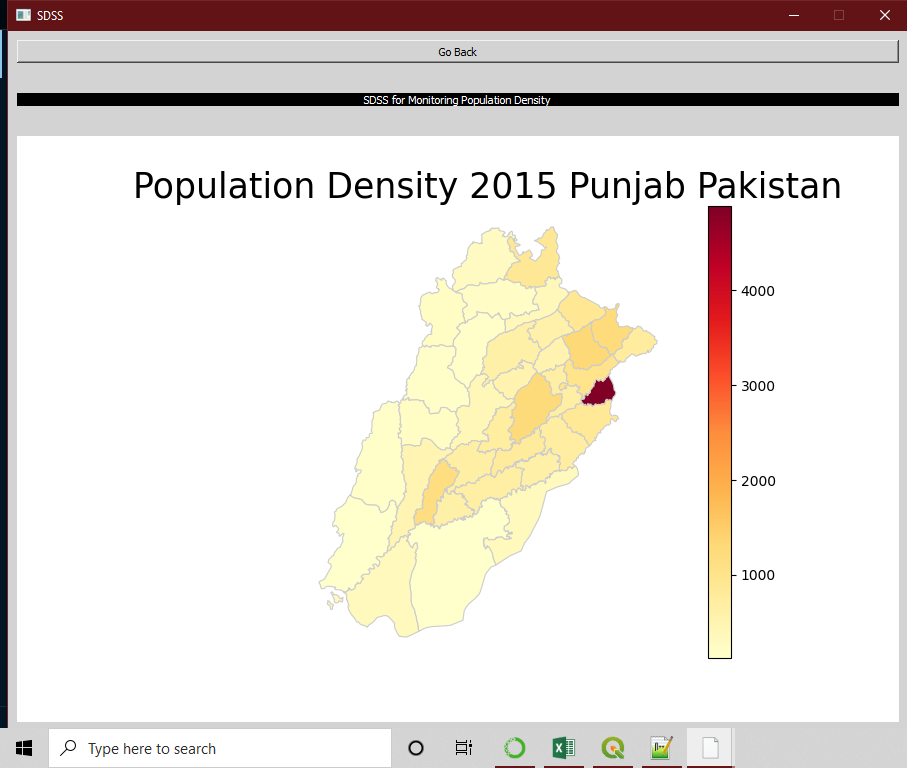 SDSS
Go Back
SDSS for Monitoring Population Density
Population Density 2015 Punjab Pakistan
4000
3000
2000
1000
Type here to search